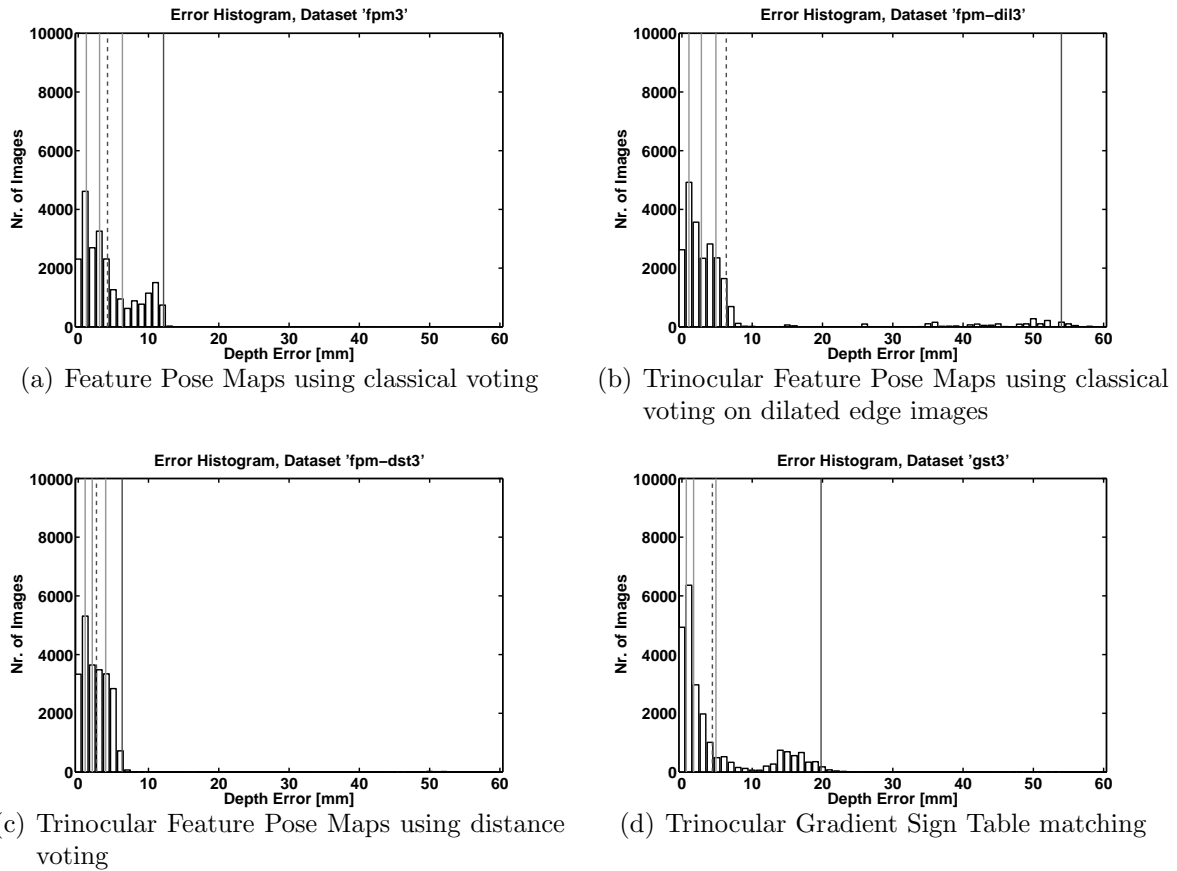 Error Histogram, Dataset 'fpm3'
10000
8000
6000
4000
2000
0
Nr. of Images
0 10 20 30 40 50 60
Depth Error [mm]
(a) Feature Pose Maps using classical voting
Error Histogram, Dataset 'fpm−dil3'
10000
8000
6000
4000
2000
0
Nr. of Images
0 10 20 30 40 50 60
Depth Error [mm]
(b) Trinocular Feature Pose Maps using classical
voting on dilated edge images
Error Histogram, Dataset 'fpm−dst3'
10000
8000
6000
4000
2000
0
Nr. of Images
0 10 20 30 40 50 60
Depth Error [mm]
(c) Trinocular Feature Pose Maps using distance
voting
Error Histogram, Dataset 'gst3'
10000
8000
6000
4000
2000
0
Nr. of Images
0 10 20 30 40 50 60
Depth Error [mm]
(d) Trinocular Gradient Sign Table matching